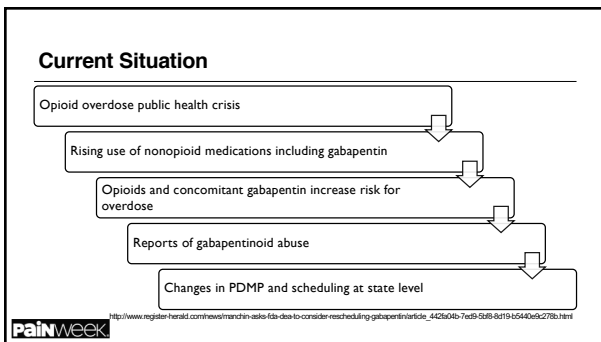 Current Situation
Opioid overdose public health crisis
Rising use of nonopioid medications including gabapentin
Opioids and concomitant gabapentin increase risk for
overdose
Reports of gabapentinoid abuse
Changes in PDMP and scheduling at state level
http://www.register-herald.com/news/manchin-asks-fda-dea-to-consider-rescheduling-gabapentin/article_442fa04b-7ed9-5bf8-8d19-b5440e9c278b.html
PAINWEEK.